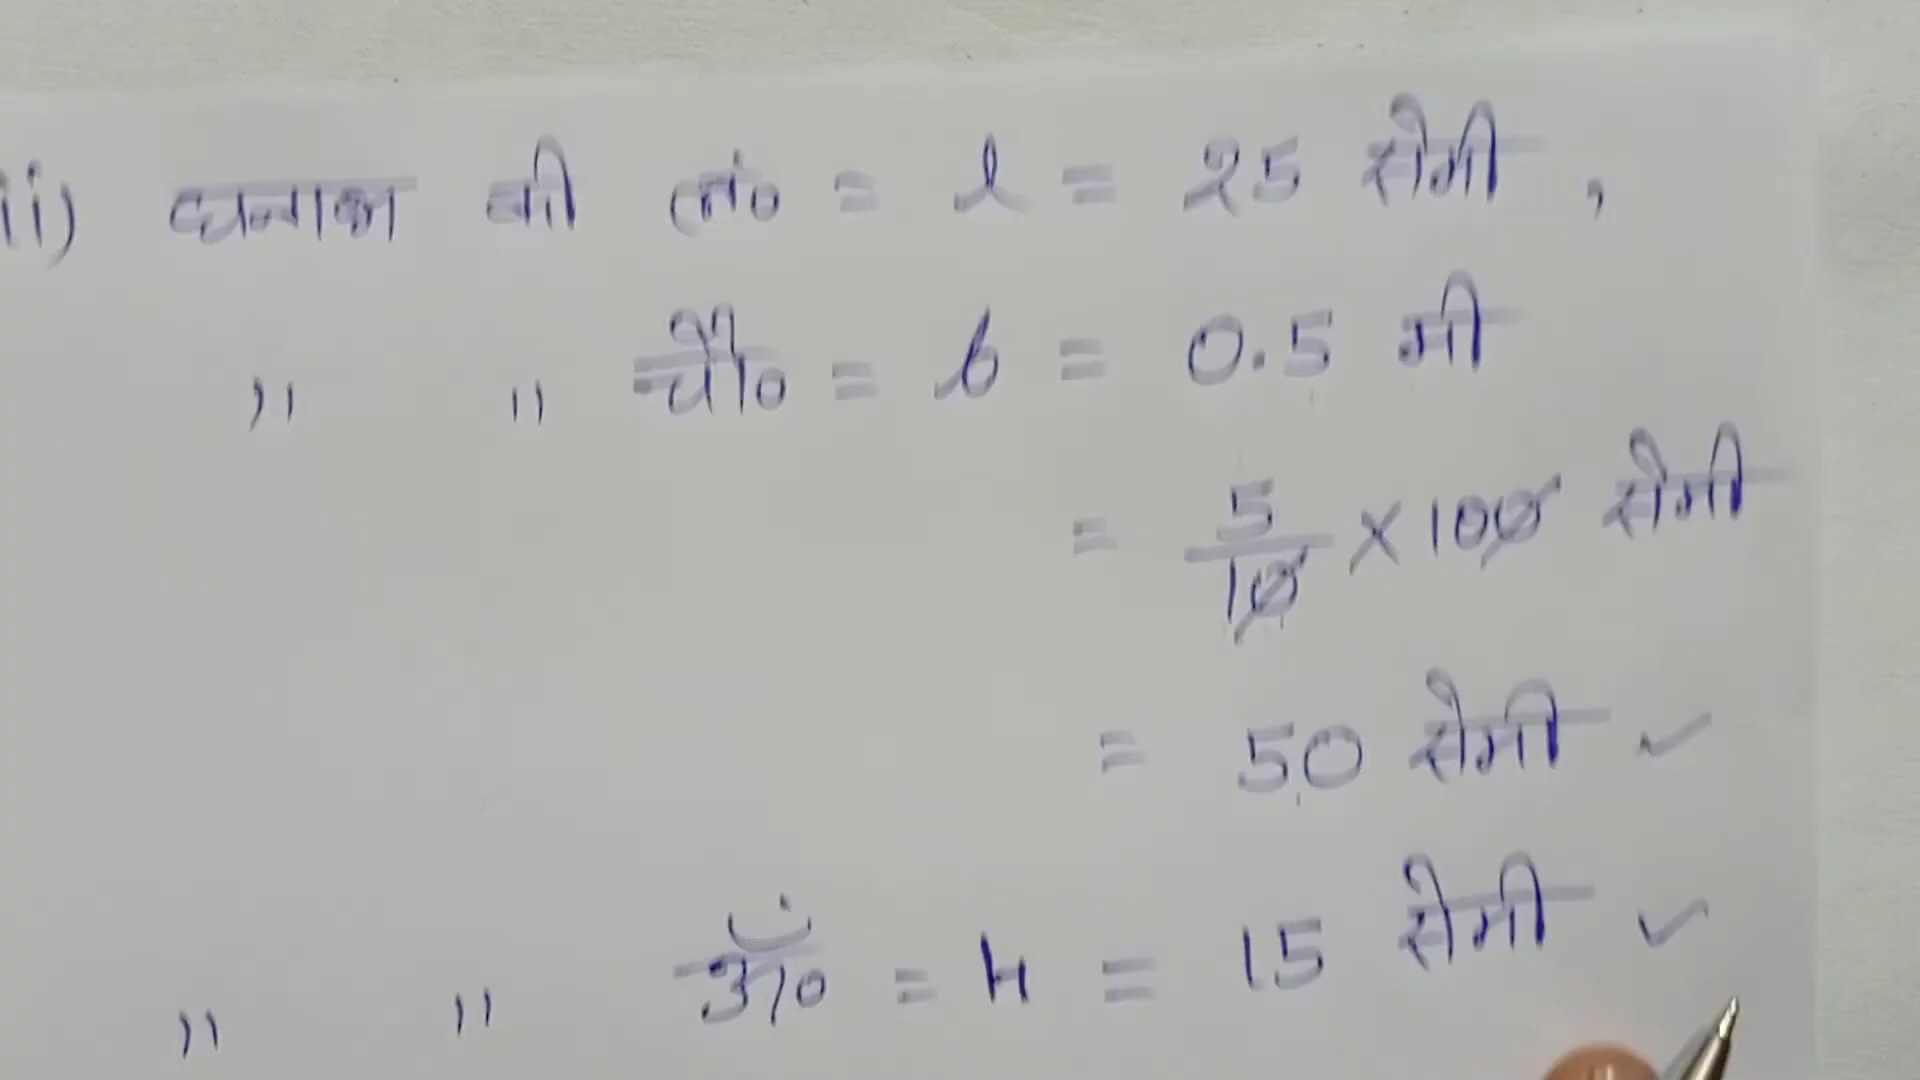 ii) घनाभ की लं० = l = 25 सेमी ,
" " चौ० = b = 0.5 मी
= 5/10 × 100 सेमी
= 50 सेमी ✓
" " ऊँ० = h = 15 सेमी ✓